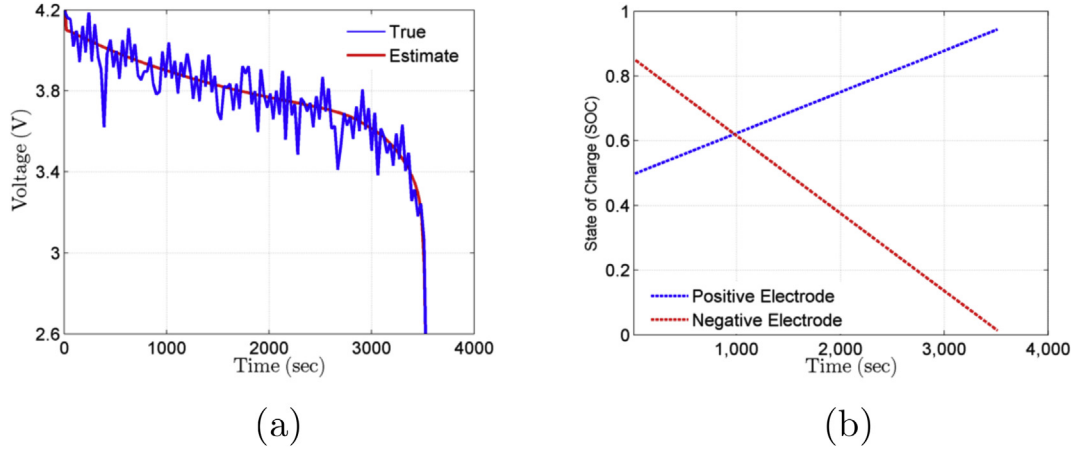 4.2
3.8
3.4
3
2.6
Voltage (V)
True
Estimate
0
1000
2000
3000
4000
Time (sec)
(a)
1
0.8
0.6
0.4
0.2
0
State of Charge (SOC)
Positive Electrode
Negative Electrode
1,000
2,000
3,000
4,000
Time (sec)
(b)